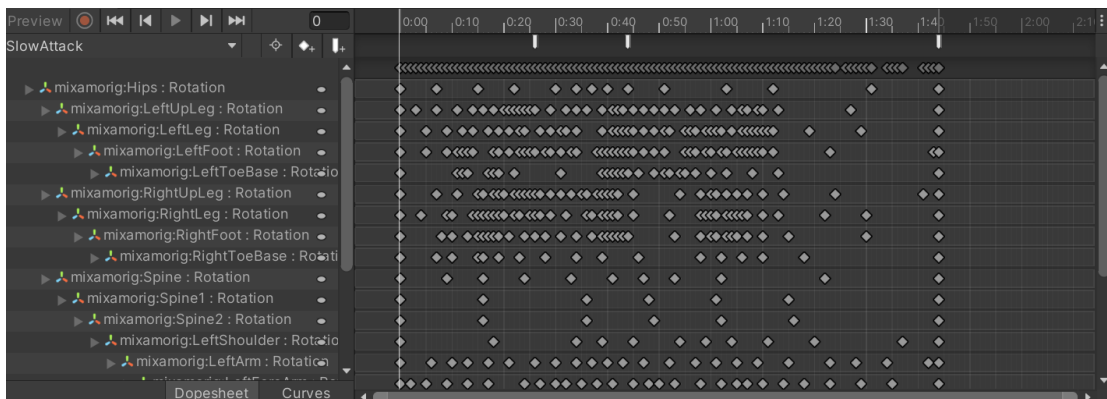 Preview 0 0:00 0:10 0:20 0:30 0:40 0:50 1:00 1:10 1:20 1:30 1:40 1:50 2:00 2:1
SlowAttack
mixamorig:Hips : Rotation
mixamorig:LeftUpLeg : Rotation
mixamorig:LeftLeg : Rotation
mixamorig:LeftFoot : Rotation
mixamorig:LeftToeBase : Rotatio
mixamorig:RightUpLeg : Rotation
mixamorig:RightLeg : Rotation
mixamorig:RightFoot : Rotation
mixamorig:RightToeBase : Rotati
mixamorig:Spine : Rotation
mixamorig:Spine1 : Rotation
mixamorig:Spine2 : Rotation
mixamorig:LeftShoulder : Rotatio
mixamorig:LeftArm : Rotation
Dopesheet Curves